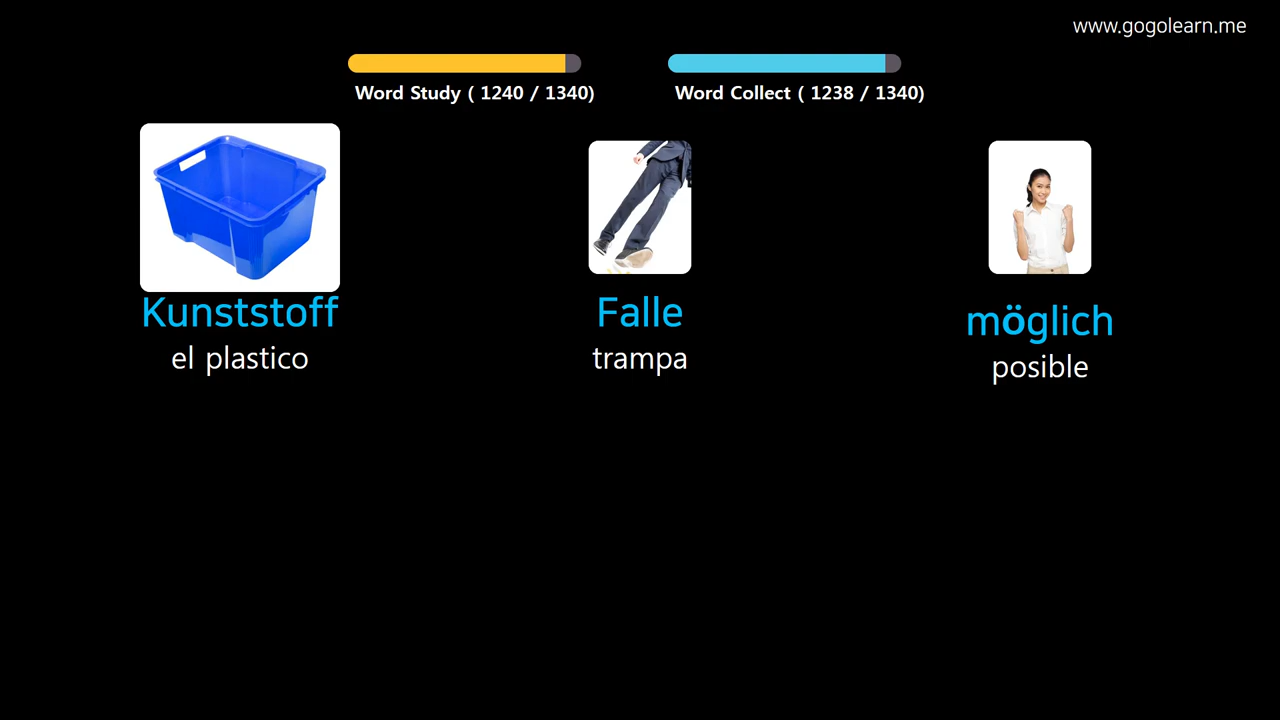 www.gogolearn.me
Word Study ( 1240 / 1340)
Word Collect ( 1238 / 1340)
Kunststoff
el plastico
Falle
trampa
möglich
posible